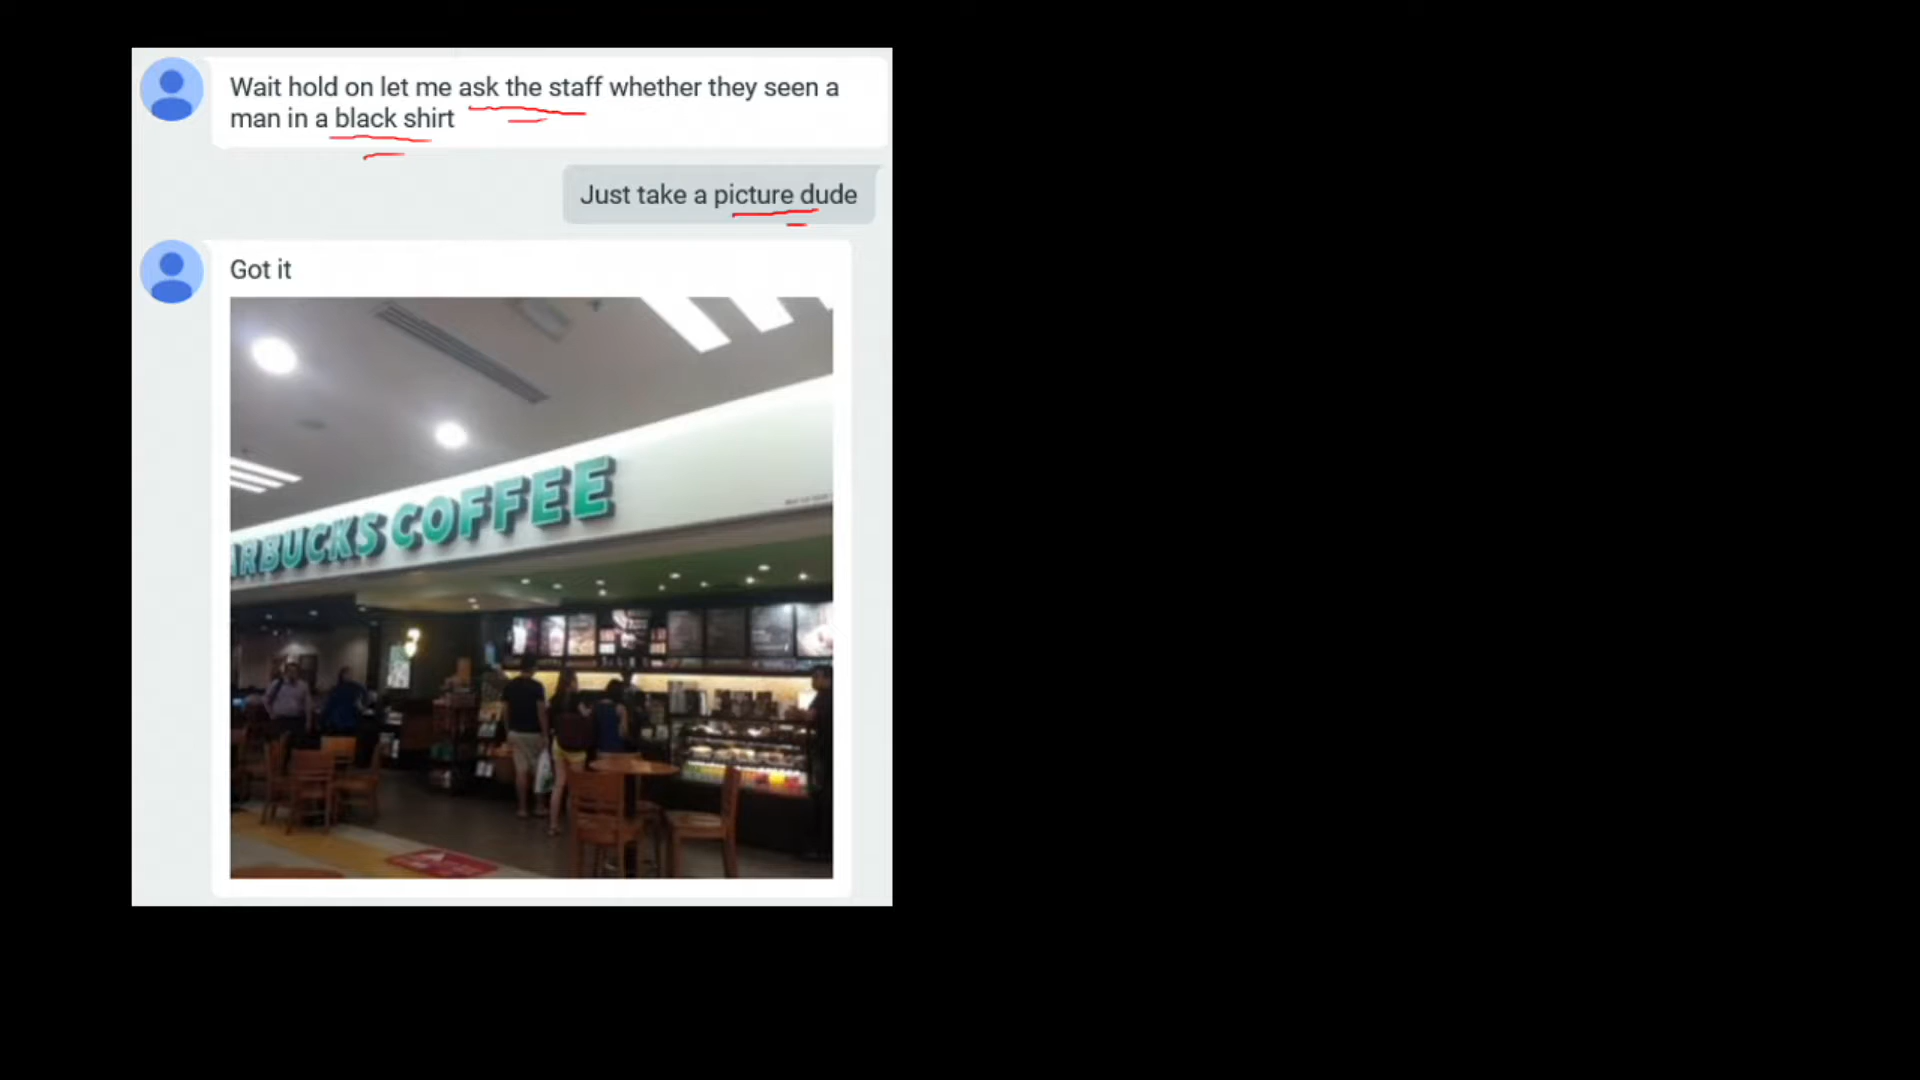 Wait hold on let me ask the staff whether they seen a
man in a black shirt
Just take a picture dude
Got it
ARBUCKS COFFEE